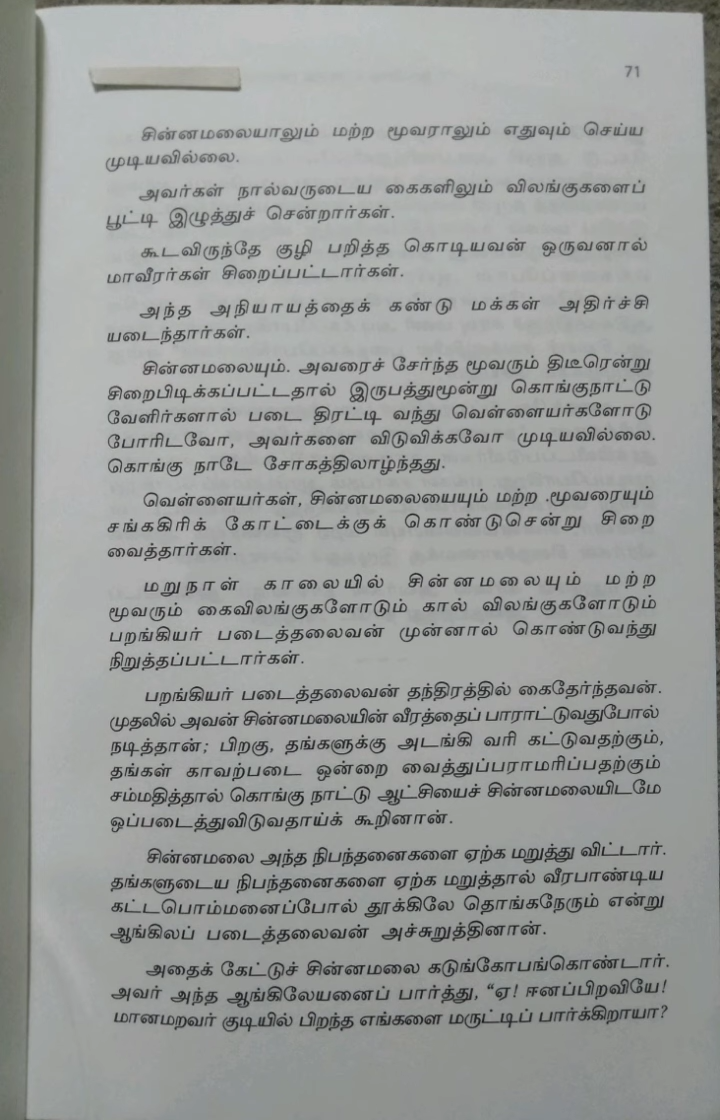 71
சின்னமலையாலும் மற்ற மூவராலும் எதுவும் செய்ய
முடியவில்லை.
அவர்கள் நால்வருடைய கைகளிலும் விலங்குகளைப்
பூட்டி இழுத்துச் சென்றார்கள்.
கூடவிருந்தே குழி பறித்த கொடியவன் ஒருவனால்
மாவீரர்கள் சிறைப்பட்டார்கள்.
அந்த அநியாயத்தைக் கண்டு மக்கள் அதிர்ச்சி
யடைந்தார்கள்.
சின்னமலையும். அவரைச் சேர்ந்த மூவரும் திடீரென்று
சிறைபிடிக்கப்பட்டதால் இருபத்துமூன்று கொங்குநாட்டு
வேளிர்களால் படை திரட்டி வந்து வெள்ளையர்களோடு
போரிடவோ, அவர்களை விடுவிக்கவோ முடியவில்லை.
கொங்கு நாடே சோகத்திலாழ்ந்தது.
வெள்ளையர்கள், சின்னமலையையும் மற்ற .மூவரையும்
சங்ககிரிக் கோட்டைக்குக் கொண்டுசென்று சிறை
வைத்தார்கள்.
மறுநாள் காலையில் சின்னமலையும் மற்ற
மூவரும் கைவிலங்குகளோடும் கால் விலங்குகளோடும்
பறங்கியர் படைத்தலைவன் முன்னால் கொண்டுவந்து
நிறுத்தப்பட்டார்கள்.
பறங்கியர் படைத்தலைவன் தந்திரத்தில் கைதேர்ந்தவன்.
முதலில் அவன் சின்னமலையின் வீரத்தைப் பாராட்டுவதுபோல்
நடித்தான்; பிறகு, தங்களுக்கு அடங்கி வரி கட்டுவதற்கும்,
தங்கள் காவற்படை ஒன்றை வைத்துப்பராமரிப்பதற்கும்
சம்மதித்தால் கொங்கு நாட்டு ஆட்சியைச் சின்னமலையிடமே
ஒப்படைத்துவிடுவதாய்க் கூறினான்.
சின்னமலை அந்த நிபந்தனைகளை ஏற்க மறுத்து விட்டார்.
தங்களுடைய நிபந்தனைகளை ஏற்க மறுத்தால் வீரபாண்டிய
கட்டபொம்மனைப்போல் தூக்கிலே தொங்கநேரும் என்று
ஆங்கிலப் படைத்தலைவன் அச்சுறுத்தினான்.
அதைக் கேட்டுச் சின்னமலை கடுங்கோபங்கொண்டார்.
அவர் அந்த ஆங்கிலேயனைப் பார்த்து, “ஏ! ஈனப்பிறவியே!
மானமறவர் குடியில் பிறந்த எங்களை மருட்டிப் பார்க்கிறாயா?